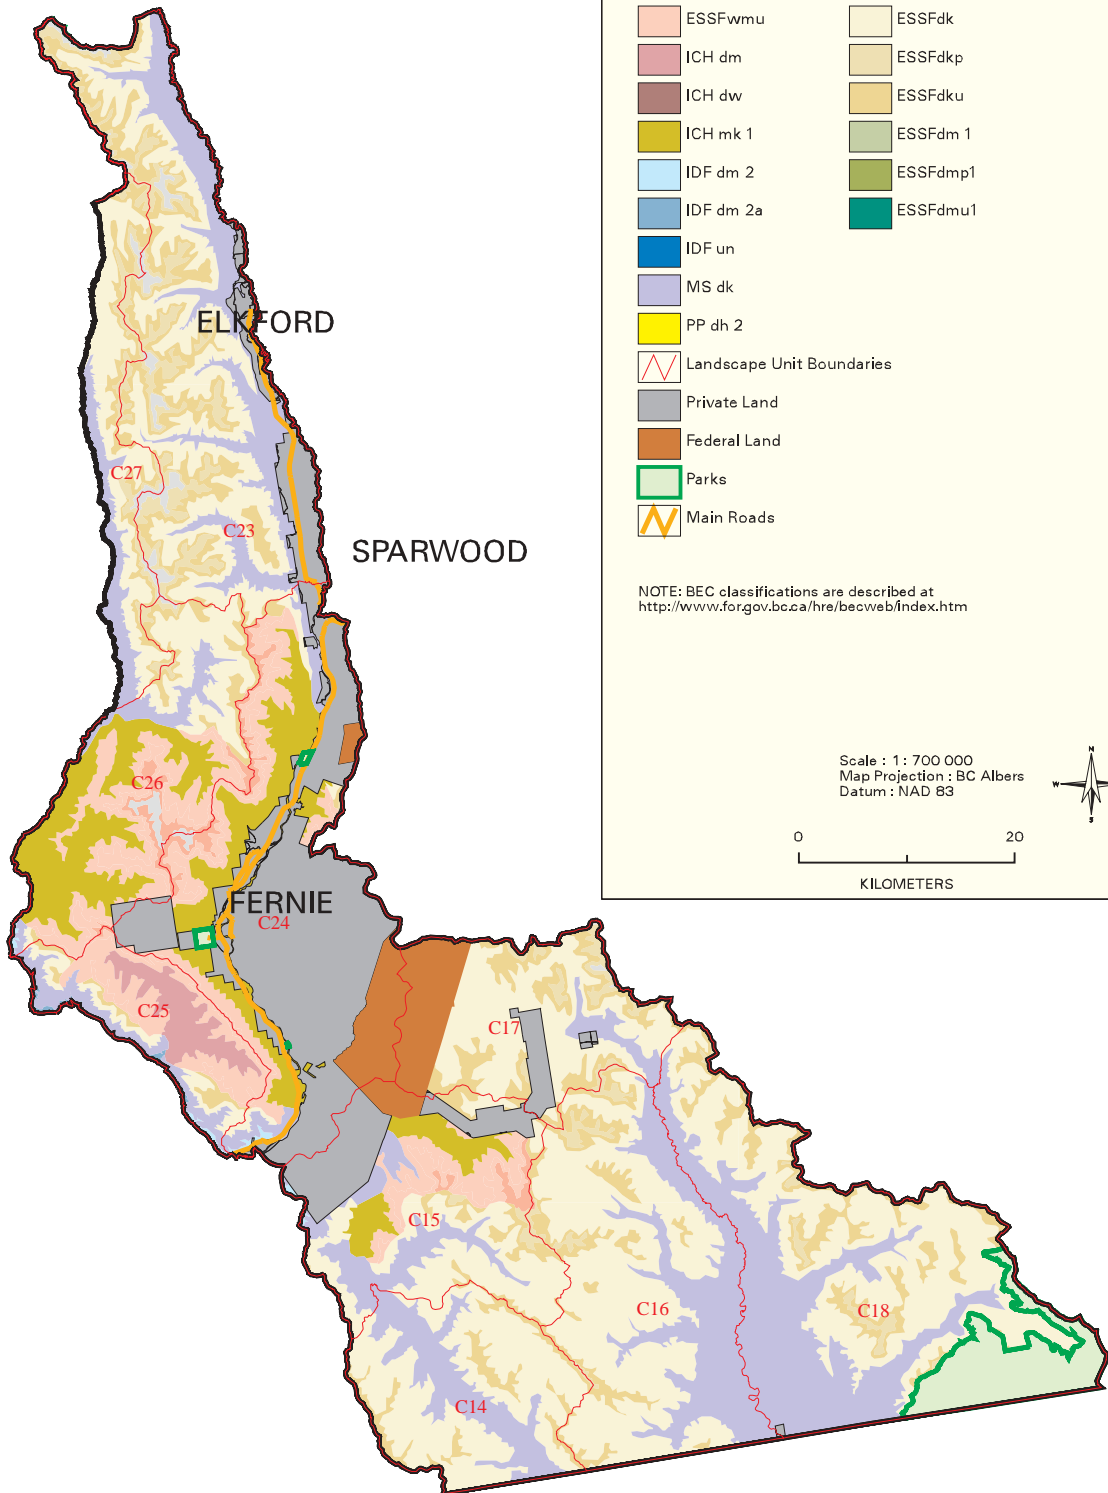 ESSFwmu
ICH dm
ICH dw
ICH mk 1
IDF dm 2
IDF dm 2a
IDF un
MS dk
PP dh 2
Landscape Unit Boundaries
Private Land
Federal Land
Parks
Main Roads
ESSFdk
ESSFdkp
ESSFdku
ESSFdm 1
ESSFdmp1
ESSFdmu1
NOTE: BEC classifications are described at
http://www.for.gov.bc.ca/hre/becweb/index.htm
Scale : 1 : 700 000
Map Projection : BC Albers
Datum : NAD 83
N
W
S
0 20
KILOMETERS
ELKFORD
C27
C23
SPARWOOD
C26
FERNIE
C24
C25
C17
C15
C16
C18
C14